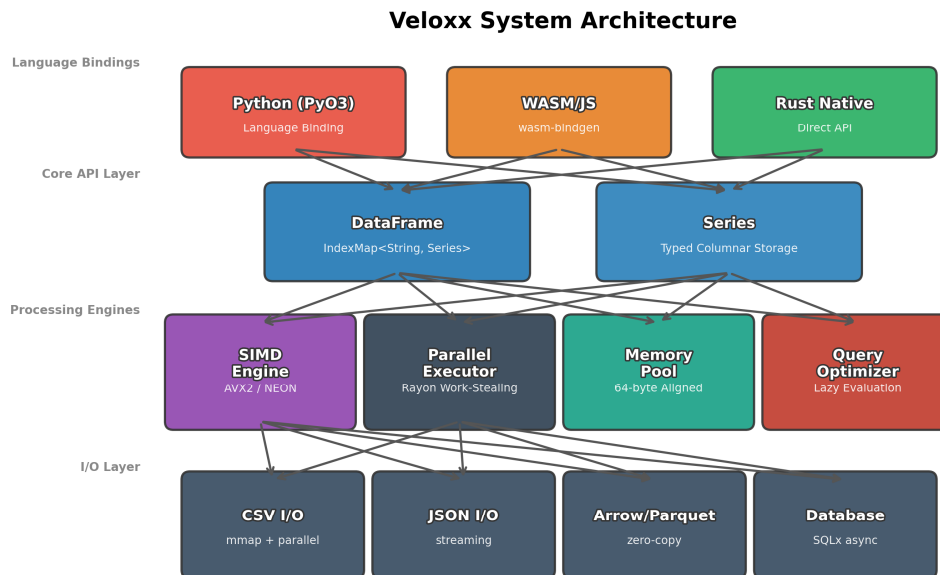 Veloxx System Architecture
Language Bindings
Python (PyO3)
Language Binding
WASM/JS
wasm-bindgen
Rust Native
Direct API
Core API Layer
DataFrame
IndexMap<String, Series>
Series
Typed Columnar Storage
Processing Engines
SIMD
Engine
AVX2 / NEON
Parallel
Executor
Rayon Work-Stealing
Memory
Pool
64-byte Aligned
Query
Optimizer
Lazy Evaluation
I/O Layer
CSV I/O
mmap + parallel
JSON I/O
streaming
Arrow/Parquet
zero-copy
Database
SQLx async